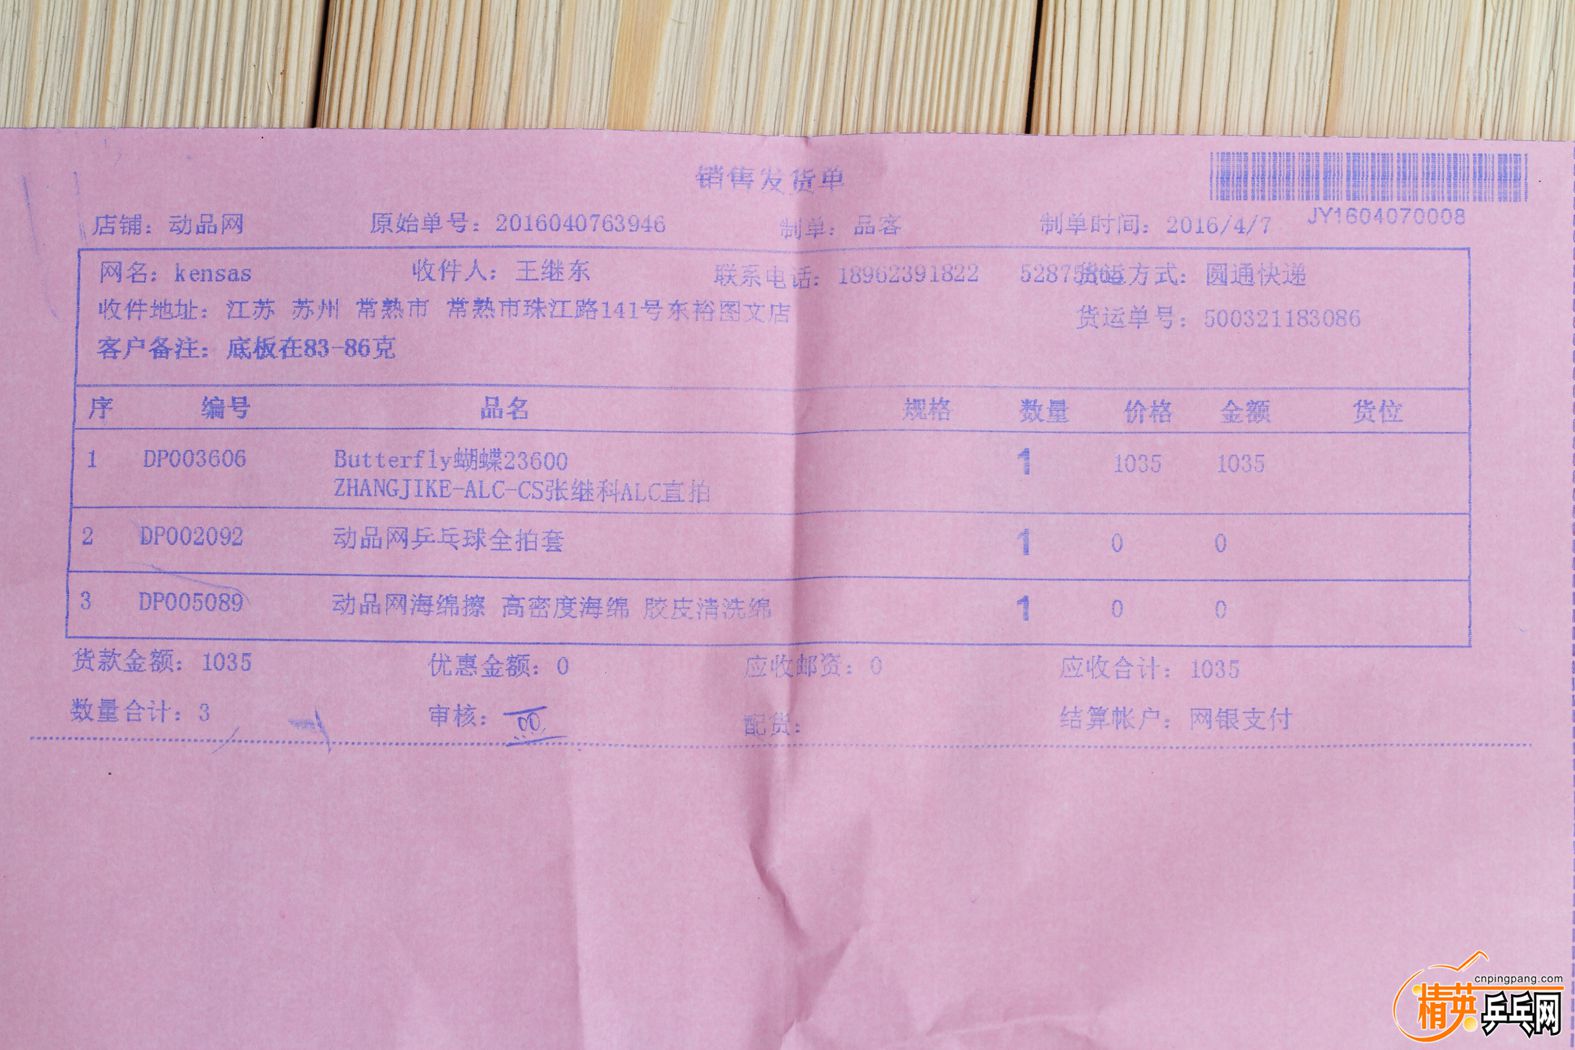 销售发货单
店铺：动品网 原始单号：2016040763946 制单：品客 制单时间：2016/4/7 JY1604070008
网名：kensas 收件人：王继东 联系电话：18962391822 货运方式：圆通快递
收件地址：江苏 苏州 常熟市 常熟市珠江路141号东裕图文店 货运单号：500321183086
客户备注：底板在83-86克
序 编号 品名 规格 数量 价格 金额 货位
1 DP003606 Butterfly蝴蝶23600 1 1035 1035
ZHANGJIKE-ALC-CS张继科ALC直拍
2 DP002092 动品网乒乓球全拍套 1 0 0
3 DP005089 动品网海绵擦 高密度海绵 胶皮清洗绵 1 0 0
货款金额：1035 优惠金额：0 应收邮资：0 应收合计：1035
数量合计：3 审核： 配货： 结算帐户：网银支付
cnpingpang.com
精英乒乓网